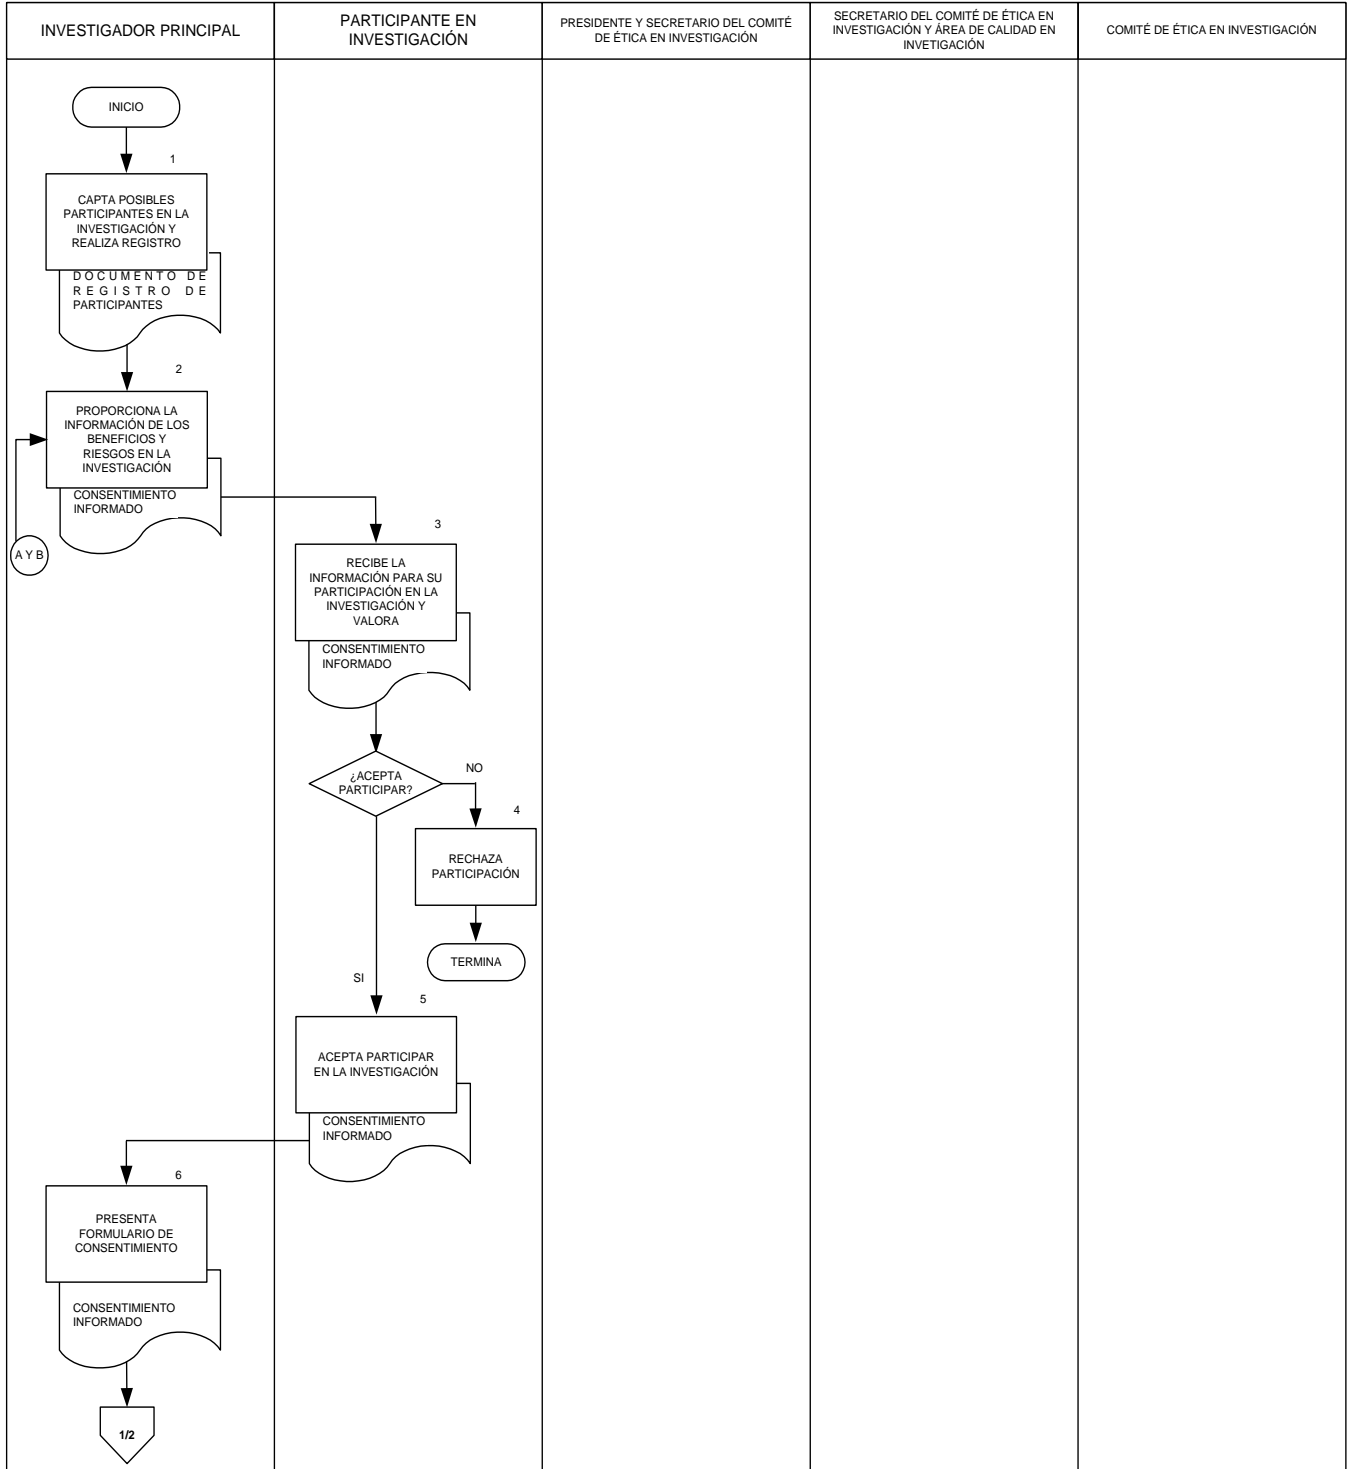 INVESTIGADOR PRINCIPAL
PARTICIPANTE EN
INVESTIGACIÓN
PRESIDENTE Y SECRETARIO DEL COMITÉ
DE ÉTICA EN INVESTIGACIÓN
SECRETARIO DEL COMITÉ DE ÉTICA EN
INVESTIGACIÓN Y ÁREA DE CALIDAD EN
INVETIGACIÓN
COMITÉ DE ÉTICA EN INVESTIGACIÓN
INICIO
1
CAPTA POSIBLES
PARTICIPANTES EN LA
INVESTIGACIÓN Y
REALIZA REGISTRO
DOCUMENTO DE
REGISTRO DE
PARTICIPANTES
2
PROPORCIONA LA
INFORMACIÓN DE LOS
BENEFICIOS Y
RIESGOS EN LA
INVESTIGACIÓN
CONSENTIMIENTO
INFORMADO
A Y B
3
RECIBE LA
INFORMACIÓN PARA SU
PARTICIPACIÓN EN LA
INVESTIGACIÓN Y
VALORA
CONSENTIMIENTO
INFORMADO
¿ACEPTA
PARTICIPAR?
NO
4
RECHAZA
PARTICIPACIÓN
TERMINA
SI
5
ACEPTA PARTICIPAR
EN LA INVESTIGACIÓN
CONSENTIMIENTO
INFORMADO
6
PRESENTA
FORMULARIO DE
CONSENTIMIENTO
CONSENTIMIENTO
INFORMADO
1/2